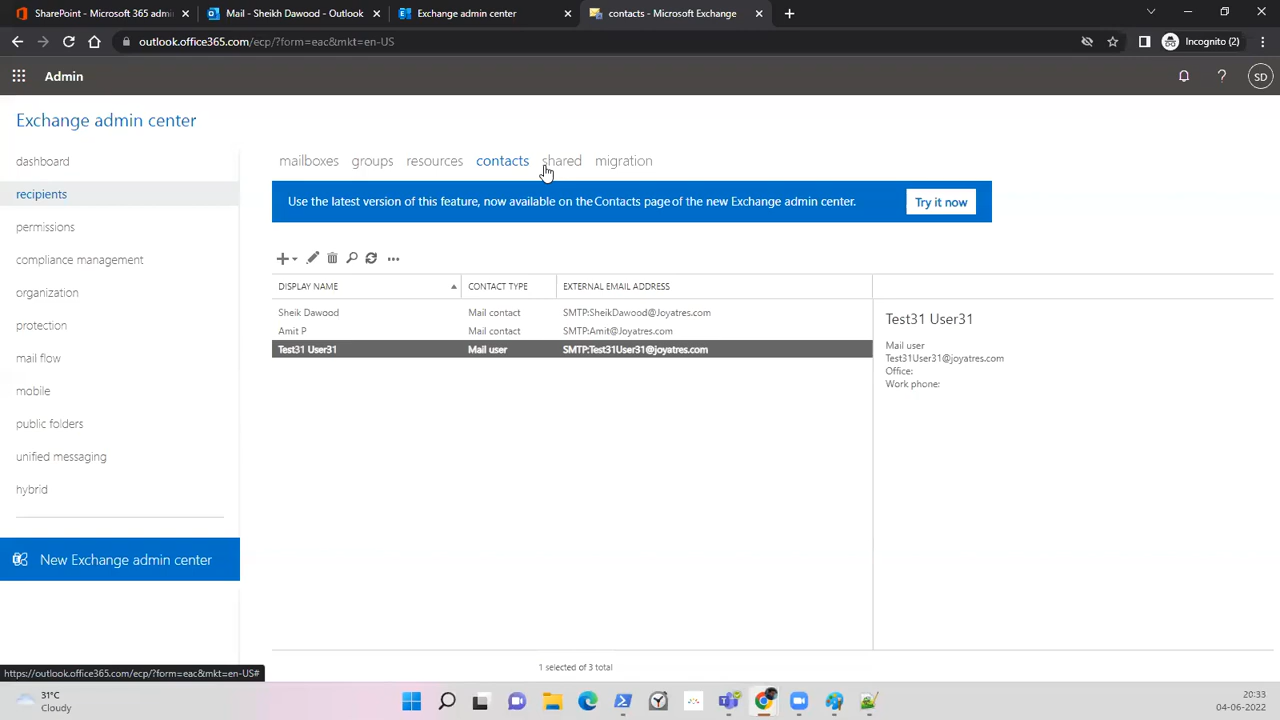 SharePoint - Microsoft 365 admi
Mail - Sheikh Dawood - Outlook
Exchange admin center
contacts - Microsoft Exchange
outlook.office365.com/ecp/?form=eac&mkt=en-US
Incognito (2)
Admin
SD
Exchange admin center
dashboard
recipients
permissions
compliance management
organization
protection
mail flow
mobile
public folders
unified messaging
hybrid
New Exchange admin center
mailboxes groups resources contacts shared migration
Use the latest version of this feature, now available on the Contacts page of the new Exchange admin center.
Try it now
DISPLAY NAME CONTACT TYPE EXTERNAL EMAIL ADDRESS
Sheik Dawood Mail contact SMTP:SheikDawood@Joyatres.com
Amit P Mail contact SMTP:Amit@Joyatres.com
Test31 User31 Mail user SMTP:Test31User31@joyatres.com
Test31 User31
Mail user
Test31User31@joyatres.com
Office:
Work phone:
1 selected of 3 total
https://outlook.office365.com/ecp/?form=eac&mkt=en-US#
31°C
Cloudy
20:33
04-06-2022